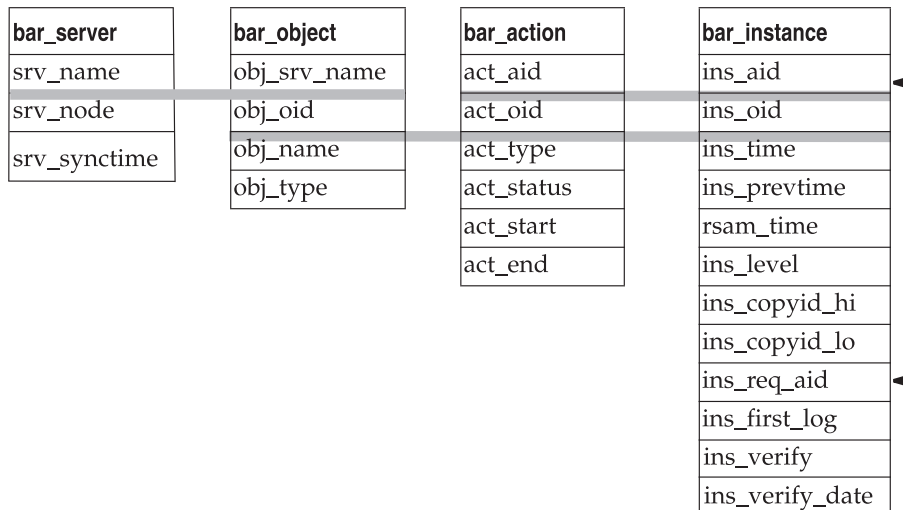 bar_server
srv_name
srv_node
srv_synctime
bar_object
obj_srv_name
obj_oid
obj_name
obj_type
bar_action
act_aid
act_oid
act_type
act_status
act_start
act_end
bar_instance
ins_aid
ins_oid
ins_time
ins_prevtime
rsam_time
ins_level
ins_copyid_hi
ins_copyid_lo
ins_req_aid
ins_first_log
ins_verify
ins_verify_date